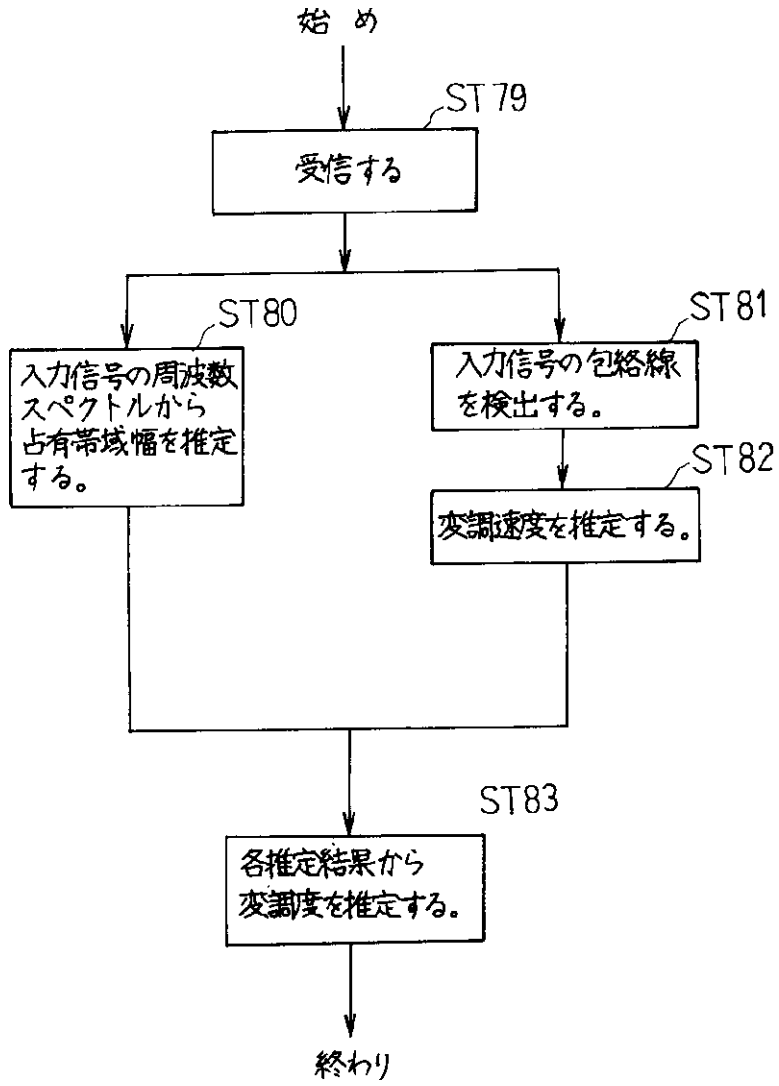 始め
ST79
受信する
ST80
入力信号の周波数
スペクトルから
占有帯域幅を推定
する。
ST81
入力信号の包絡線
を検出する。
ST82
変調速度を推定する。
ST83
各推定結果から
変調度を推定する。
終わり